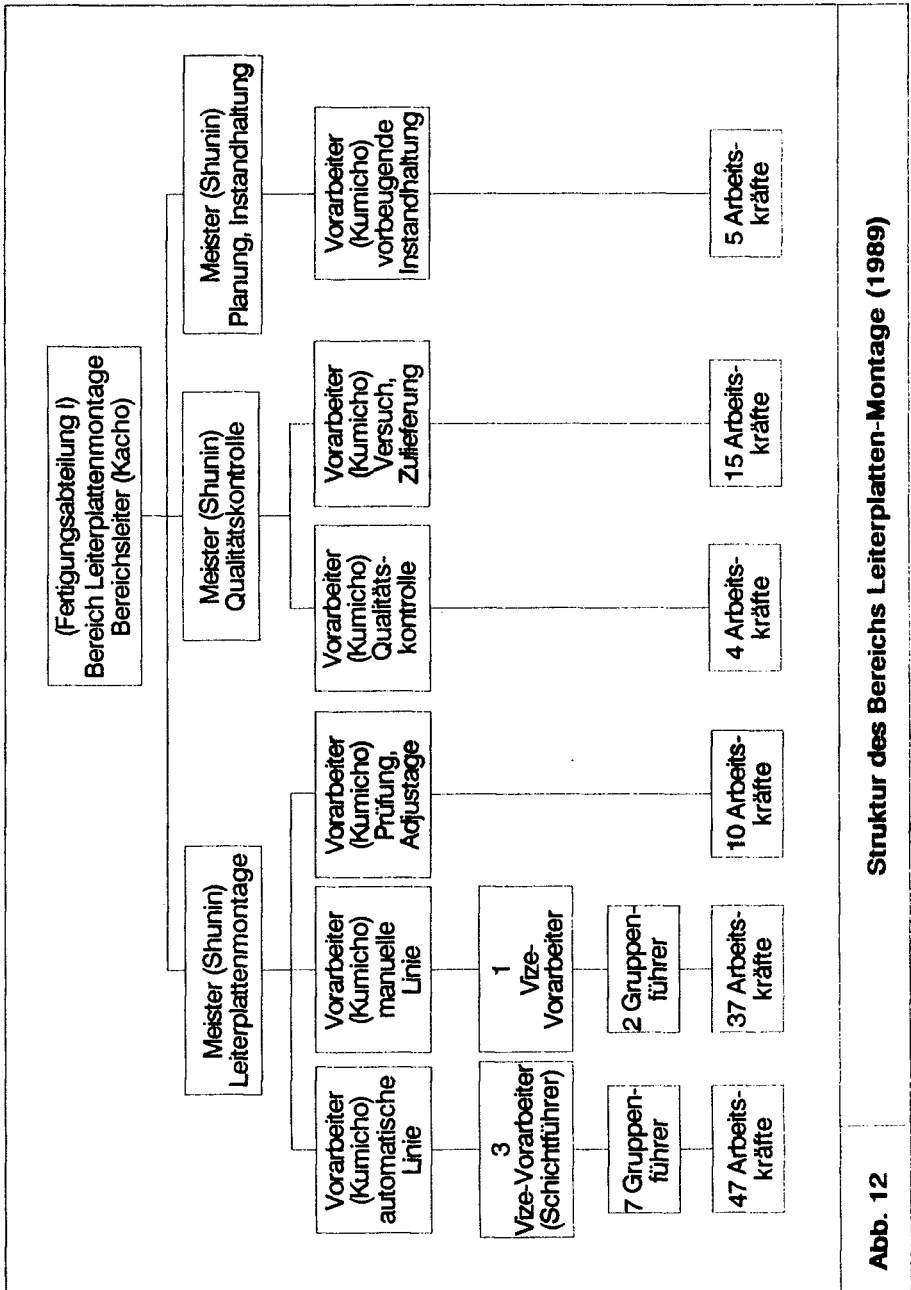 (Fertigungsabteilung I)
Bereich Leiterplattenmontage
Bereichsleiter (Kacho)
Meister (Shunin)
Leiterplattenmontage
Meister (Shunin)
Qualitätskontrolle
Meister (Shunin)
Planung, Instandhaltung
Vorarbeiter
(Kumicho)
automatische
Linie
Vorarbeiter
(Kumicho)
manuelle
Linie
Vorarbeiter
(Kumicho)
Prüfung,
Adjustage
Vorarbeiter
(Kumicho)
Qualitäts-
kontrolle
Vorarbeiter
(Kumicho)
Versuch,
Zulieferung
Vorarbeiter
(Kumicho)
vorbeugende
Instandhaltung
3
Vize-Vorarbeiter
(Schichtführer)
1
Vize-
Vorarbeiter
7 Gruppen-
führer
2 Gruppen-
führer
47 Arbeits-
kräfte
37 Arbeits-
kräfte
10 Arbeits-
kräfte
4 Arbeits-
kräfte
15 Arbeits-
kräfte
5 Arbeits-
kräfte
Abb. 12
Struktur des Bereichs Leiterplatten-Montage (1989)